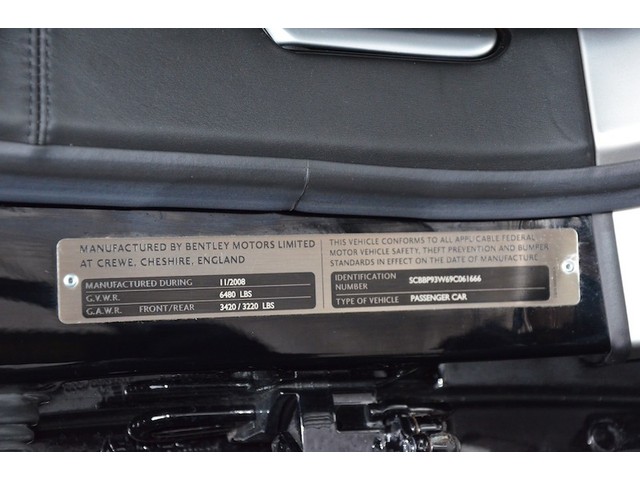 MANUFACTURED BY BENTLEY MOTORS LIMITED
AT CREWE, CHESHIRE, ENGLAND
MANUFACTURED DURING 11/2008
G.V.W.R. 6480 LBS
G.A.W.R. FRONT/REAR 3420 / 3220 LBS
THIS VEHICLE CONFORMS TO ALL APPLICABLE FEDERAL
MOTOR VEHICLE SAFETY, THEFT PREVENTION AND BUMPER
STANDARDS IN EFFECT ON THE DATE OF MANUFACTURE.
IDENTIFICATION
NUMBER SCBBP93W69C061666
TYPE OF VEHICLE PASSENGER CAR